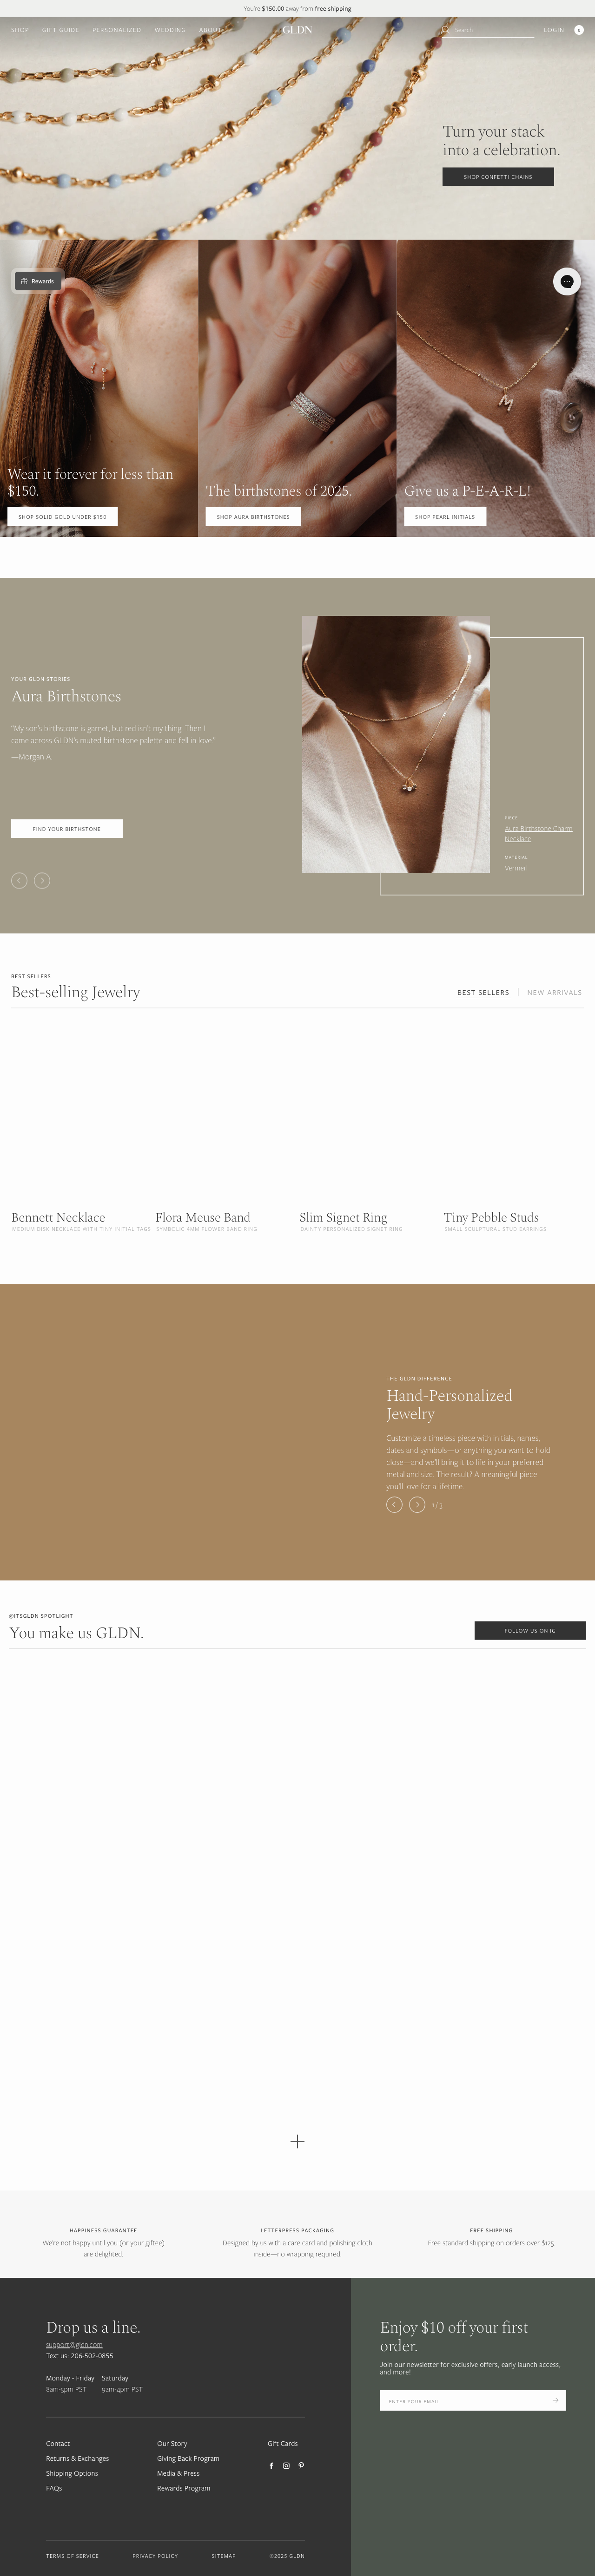 You're $150.00 away from free shipping
SHOP GIFT GUIDE PERSONALIZED WEDDING ABOUT
GLDN
Search
LOGIN
0
Turn your stack
into a celebration.
SHOP CONFETTI CHAINS
Rewards
Wear it forever for less than
$150.
SHOP SOLID GOLD UNDER $150
The birthstones of 2025.
SHOP AURA BIRTHSTONES
Give us a P-E-A-R-L!
SHOP PEARL INITIALS
YOUR GLDN STORIES
Aura Birthstones
"My son's birthstone is garnet, but red isn't my thing. Then I
came across GLDN's muted birthstone palette and fell in love."
—Morgan A.
FIND YOUR BIRTHSTONE
PIECE
Aura Birthstone Charm
Necklace
MATERIAL
Vermeil
BEST SELLERS
Best-selling Jewelry
BEST SELLERS
NEW ARRIVALS
Bennett Necklace
MEDIUM DISK NECKLACE WITH TINY INITIAL TAGS
Flora Meuse Band
SYMBOLIC 4MM FLOWER BAND RING
Slim Signet Ring
DAINTY PERSONALIZED SIGNET RING
Tiny Pebble Studs
SMALL SCULPTURAL STUD EARRINGS
THE GLDN DIFFERENCE
Hand-Personalized
Jewelry
Customize a timeless piece with initials, names,
dates and symbols—or anything you want to hold
close—and we'll bring it to life in your preferred
metal and size. The result? A meaningful piece
you'll love for a lifetime.
1 / 3
@ITSGLDN SPOTLIGHT
You make us GLDN.
FOLLOW US ON IG
HAPPINESS GUARANTEE
We're not happy until you (or your giftee)
are delighted.
LETTERPRESS PACKAGING
Designed by us with a care card and polishing cloth
inside—no wrapping required.
FREE SHIPPING
Free standard shipping on orders over $125.
Drop us a line.
support@gldn.com
Text us: 206-502-0855
Monday - Friday Saturday
8am-5pm PST 9am-4pm PST
Contact
Returns & Exchanges
Shipping Options
FAQs
Our Story
Giving Back Program
Media & Press
Rewards Program
Gift Cards
TERMS OF SERVICE PRIVACY POLICY SITEMAP ©2025 GLDN
Enjoy $10 off your first
order.
Join our newsletter for exclusive offers, early launch access,
and more!
ENTER YOUR EMAIL